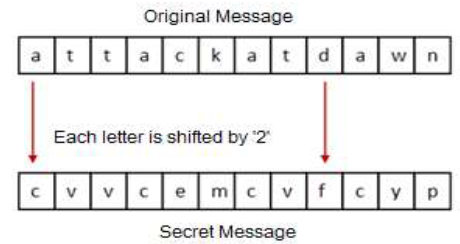 Original Message
a t t a c k a t d a w n
Each letter is shifted by '2'
c v v c e m c v f c y p
Secret Message